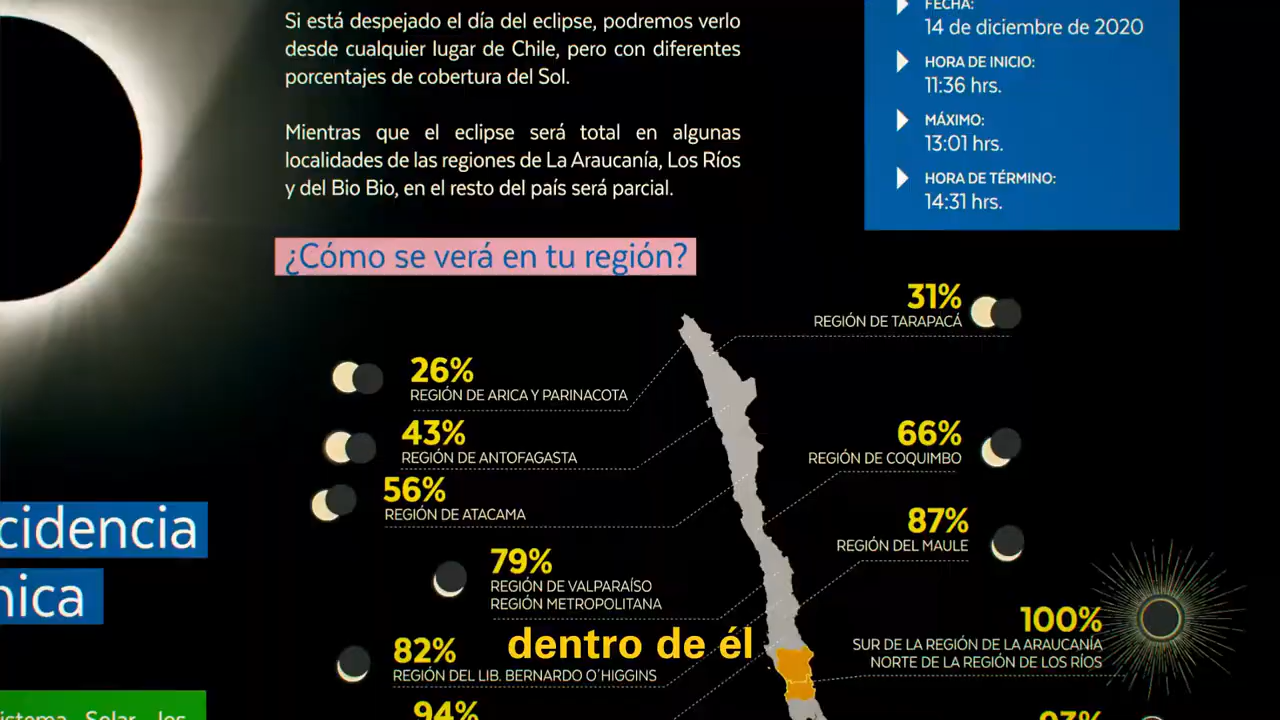 Si está despejado el día del eclipse, podremos verlo
desde cualquier lugar de Chile, pero con diferentes
porcentajes de cobertura del Sol.
Mientras que el eclipse será total en algunas
localidades de las regiones de La Araucanía, Los Ríos
y del Bio Bio, en el resto del país será parcial.
FECHA:
14 de diciembre de 2020
HORA DE INICIO:
11:36 hrs.
MÁXIMO:
13:01 hrs.
HORA DE TÉRMINO:
14:31 hrs.
¿Cómo se verá en tu región?
31%
REGIÓN DE TARAPACÁ
26%
REGIÓN DE ARICA Y PARINACOTA
43%
REGIÓN DE ANTOFAGASTA
66%
REGIÓN DE COQUIMBO
56%
REGIÓN DE ATACAMA
87%
REGIÓN DEL MAULE
79%
REGIÓN DE VALPARAÍSO
REGIÓN METROPOLITANA
100%
SUR DE LA REGIÓN DE LA ARAUCANÍA
NORTE DE LA REGIÓN DE LOS RÍOS
82%
REGIÓN DEL LIB. BERNARDO O´HIGGINS
94%
93%
cidencia
nica
istema Solar, los
dentro de él